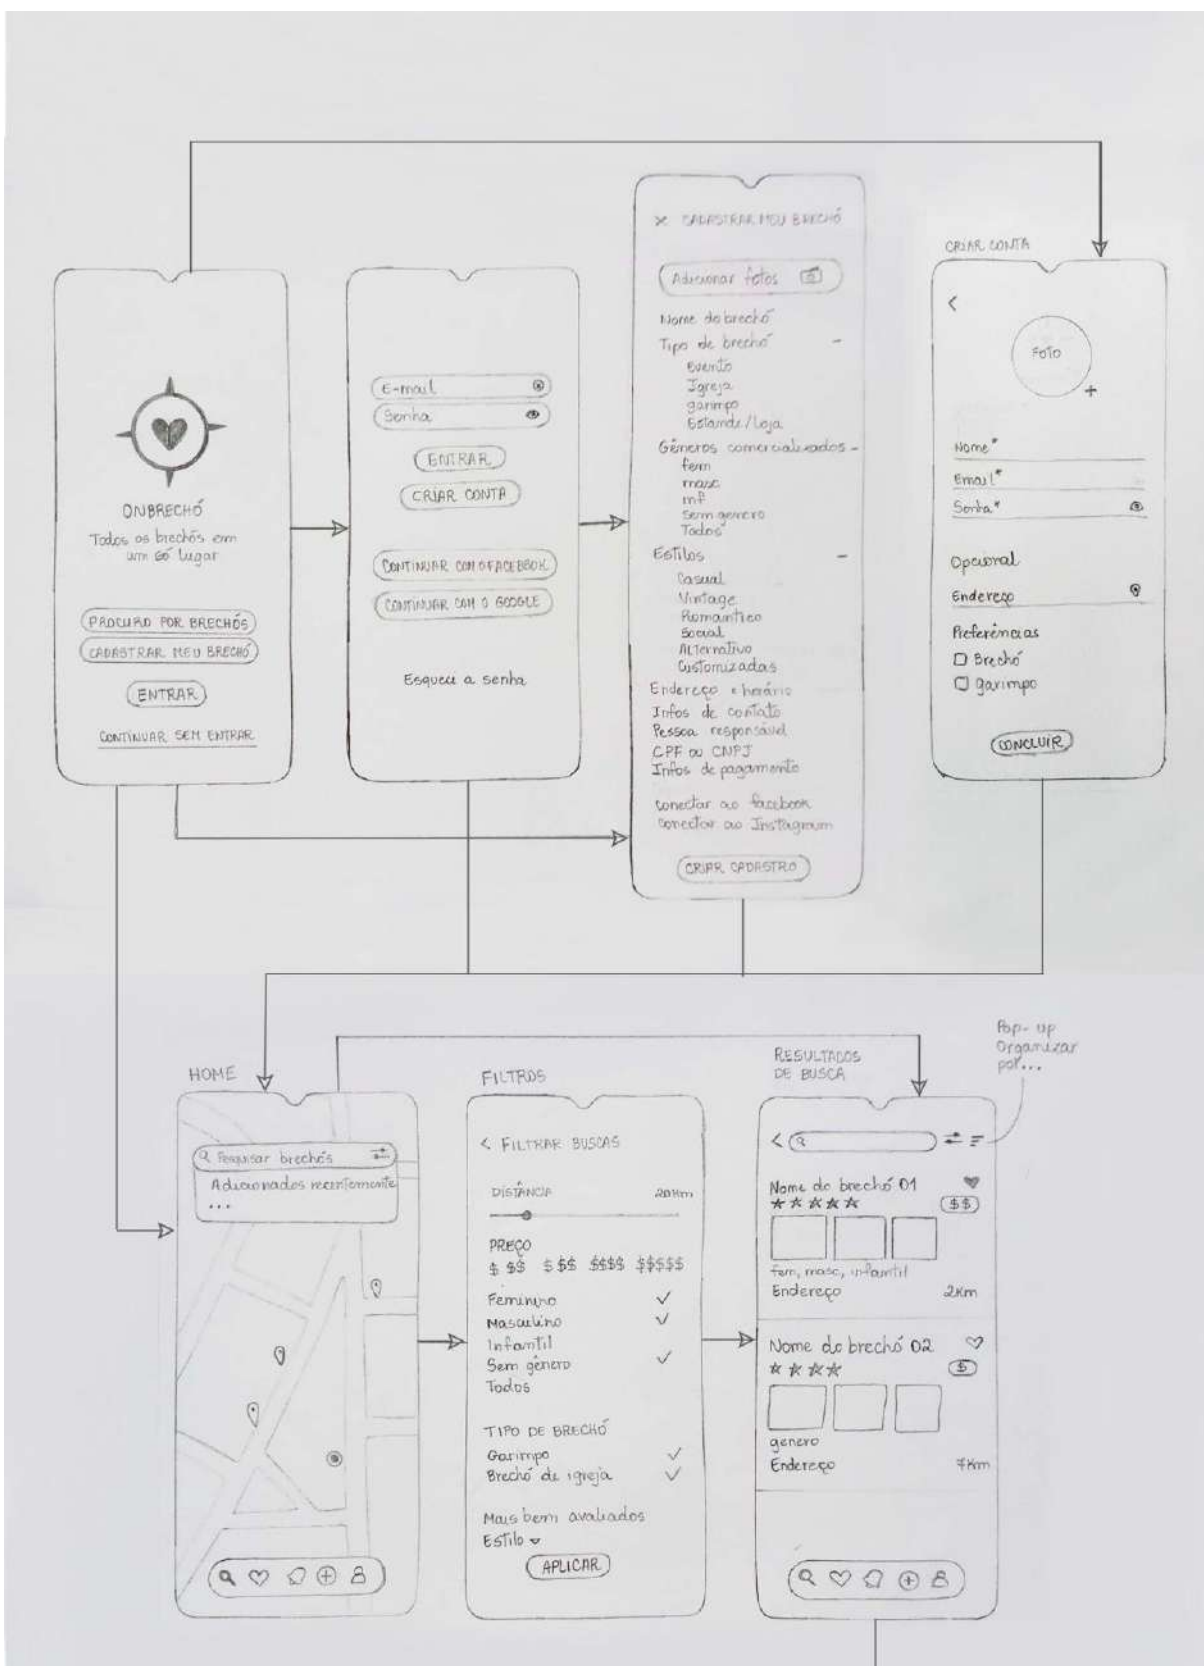 ONBRECHÓ
Todos os brechós em
um só lugar
PROCURO POR BRECHÓS
CADASTRAR MEU BRECHÓ
ENTRAR
CONTINUAR SEM ENTRAR
E-mail
Senha
ENTRAR
CRIAR CONTA
CONTINUAR COM O FACEBOOK
CONTINUAR COM O GOOGLE
Esqueci a senha
× CADASTRAR MEU BRECHÓ
Adicionar fotos
Nome do brechó
Tipo de brechó -
Evento
Igreja
garimpo
Estande/Loja
Gêneros comercializados -
fem
masc
mf
Sem genero
Todos
Estilos -
Casual
Vintage
Romantico
Social
Alternativo
Customizadas
Endereço e horário
Infos de contato
Pessoa responsável
CPF ou CNPJ
Infos de pagamento
conectar ao facebook
conectar ao Instagram
CRIAR CADASTRO
CRIAR CONTA
<
FOTO
+
Nome*
Email*
Senha*
Opcional
Endereço
Preferências
Brechó
garimpo
CONCLUIR
HOME
Pesquisar brechós
Adicionados recentemente
...
FILTROS
< FILTRAR BUSCAS
DISTÂNCIA 20Km
PREÇO
$ $$ $$$ $$$$ $$$$$
Feminino ✓
Masculino ✓
Infantil
Sem gênero ✓
Todos
TIPO DE BRECHÓ
Garimpo ✓
Brechó de igreja ✓
Mais bem avaliados
Estilo
APLICAR
RESULTADOS
DE BUSCA
Pop-up
Organizar
por...
<
Nome do brechó 01
★★★★★ $$
fem, masc, infantil
Endereço 2Km
Nome do brechó 02
★★★★ $
genero
Endereço 7Km